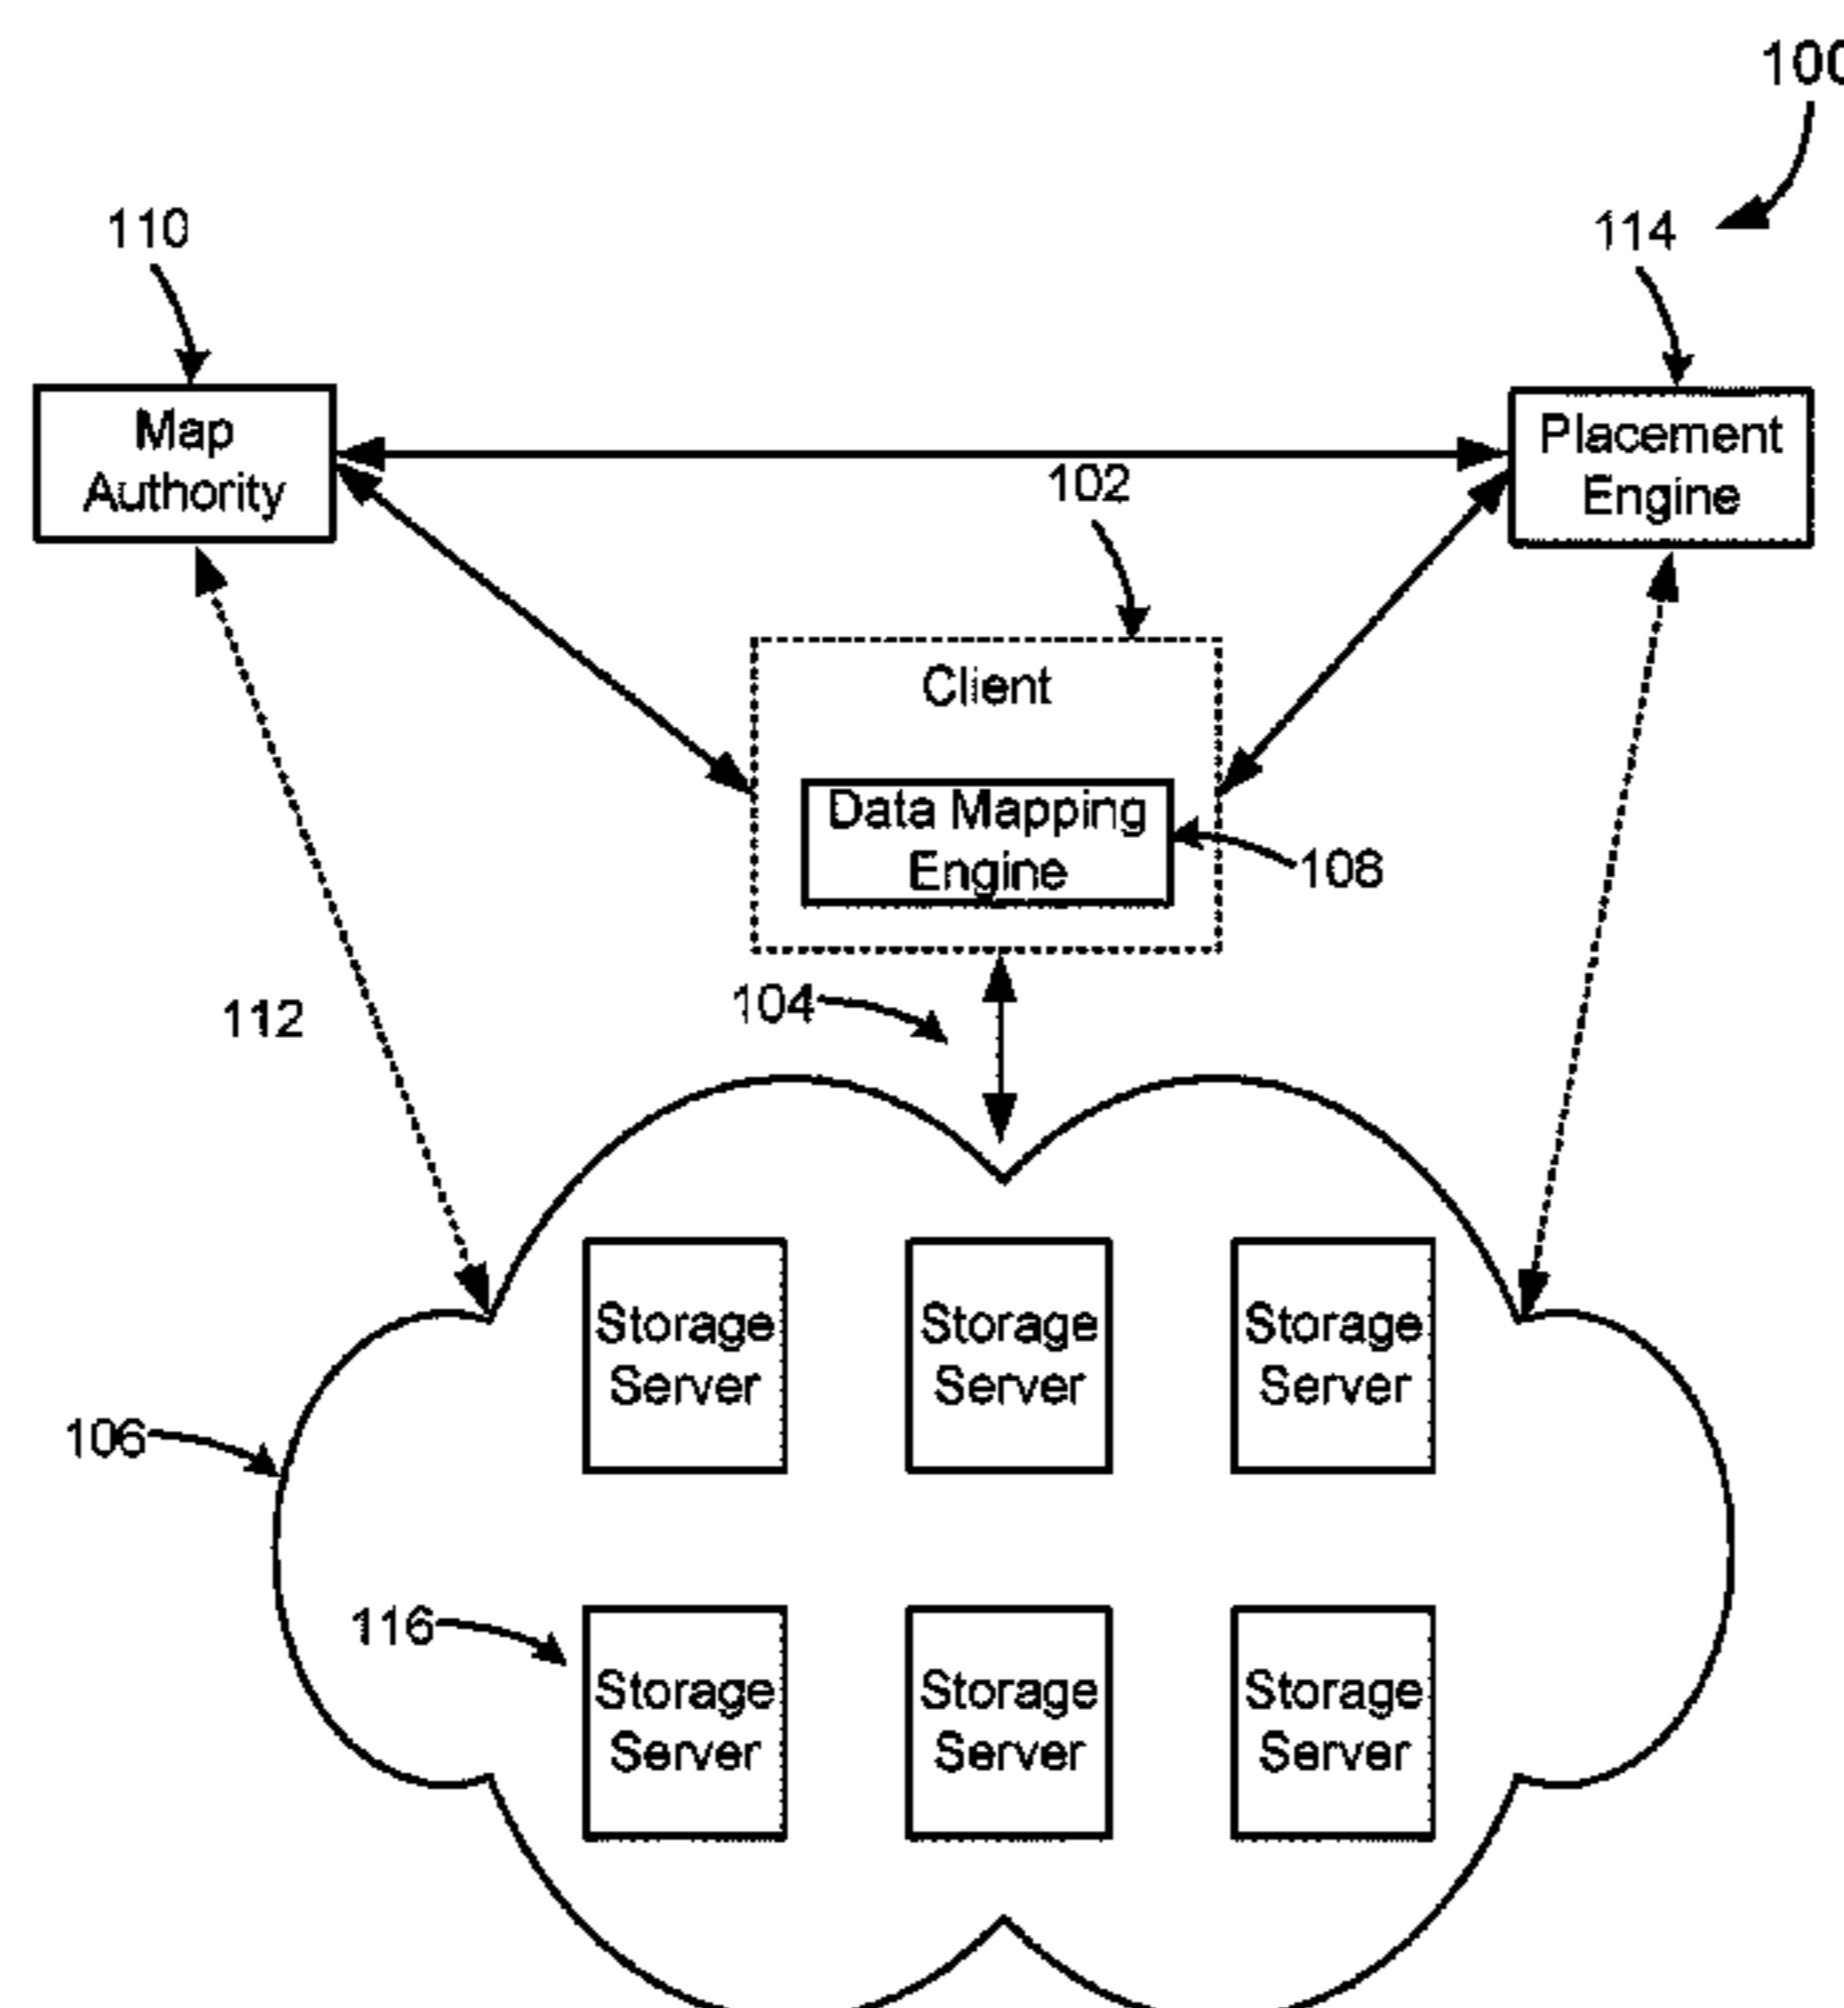 100
110
114
Map
Authority
Placement
Engine
102
Client
Data Mapping
Engine
108
104
112
Storage
Server
Storage
Server
Storage
Server
106
116
Storage
Server
Storage
Server
Storage
Server